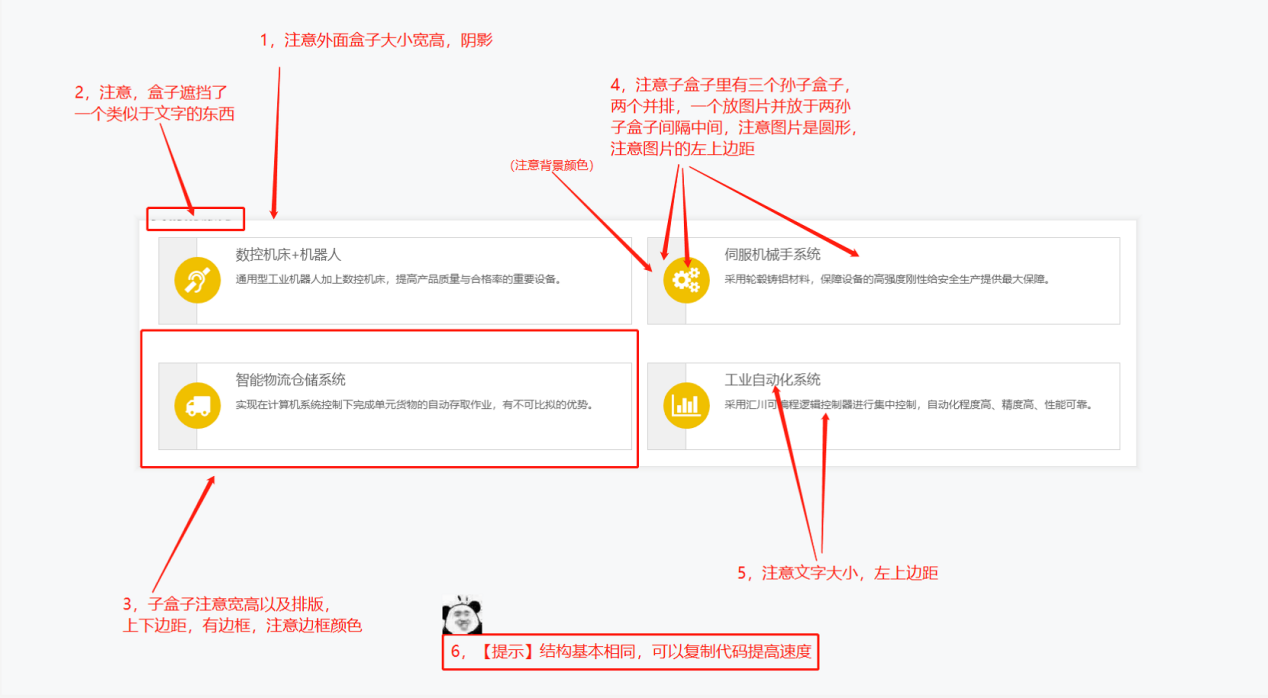 1，注意外面盒子大小宽高，阴影
2，注意，盒子遮挡了
一个类似于文字的东西
4，注意子盒子里有三个孙子盒子，
两个并排，一个放图片并放于两孙
子盒子间隔中间，注意图片是圆形，
注意图片的左上边距
（注意背景颜色）
数控机床+机器人
通用型工业机器人加上数控机床，提高产品质量与合格率的重要设备。
伺服机械手系统
采用轮毂铸铝材料，保障设备的高强度刚性给安全生产提供最大保障。
智能物流仓储系统
实现在计算机系统控制下完成单元货物的自动存取作业，有不可比拟的优势。
工业自动化系统
采用汇川可编程逻辑控制器进行集中控制，自动化程度高、精度高、性能可靠。
5，注意文字大小，左上边距
3，子盒子注意宽高以及排版，
上下边距，有边框，注意边框颜色
6，【提示】结构基本相同，可以复制代码提高速度